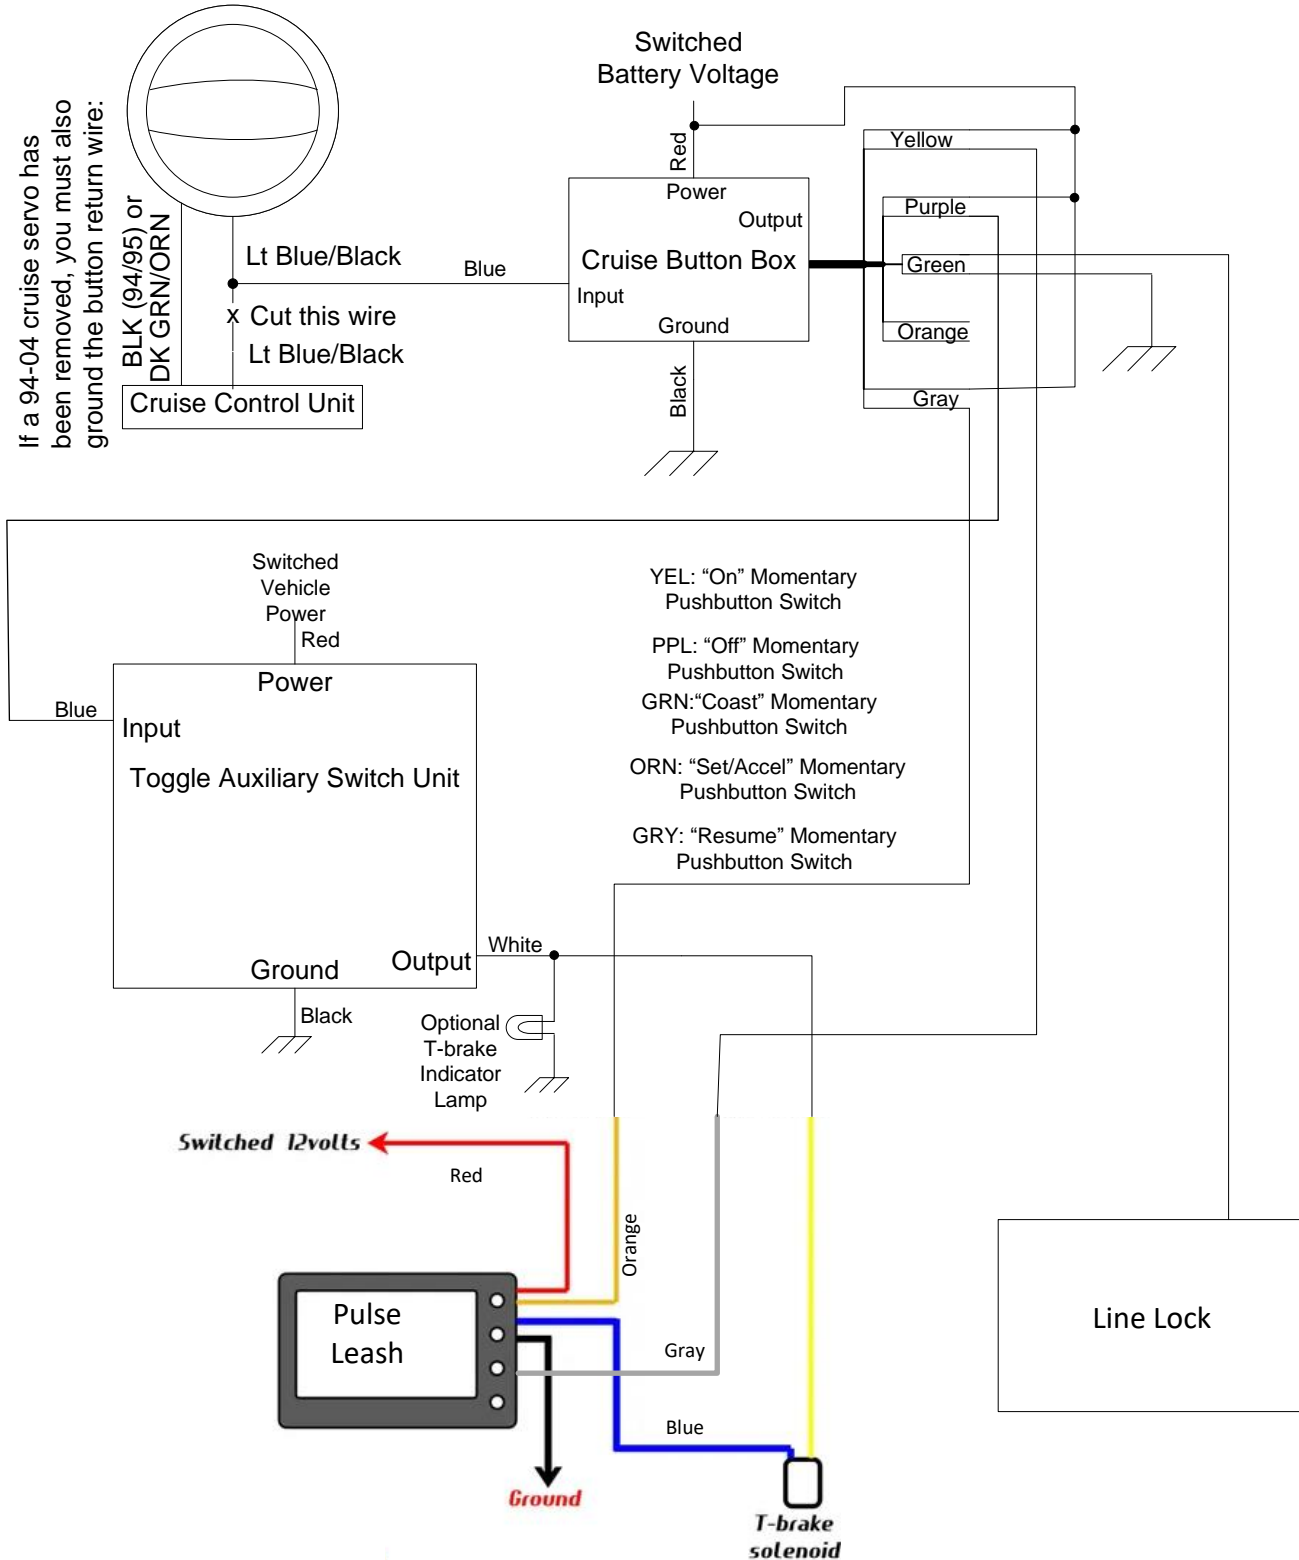 If a 94-04 cruise servo has
been removed, you must also
ground the button return wire:
BLK (94/95) or
DK GRN/ORN
Lt Blue/Black
x Cut this wire
Lt Blue/Black
Cruise Control Unit
Blue
Switched
Battery Voltage
Red
Power
Output
Cruise Button Box
Input
Ground
Black
Yellow
Purple
Green
Orange
Gray
Switched
Vehicle
Power
Red
Power
Blue
Input
Toggle Auxiliary Switch Unit
Ground
Output
Black
White
Optional
T-brake
Indicator
Lamp
YEL: “On” Momentary
Pushbutton Switch
PPL: “Off” Momentary
Pushbutton Switch
GRN:“Coast” Momentary
Pushbutton Switch
ORN: “Set/Accel” Momentary
Pushbutton Switch
GRY: “Resume” Momentary
Pushbutton Switch
Switched 12volts
Red
Orange
Pulse
Leash
Gray
Blue
Ground
T-brake
solenoid
Line Lock